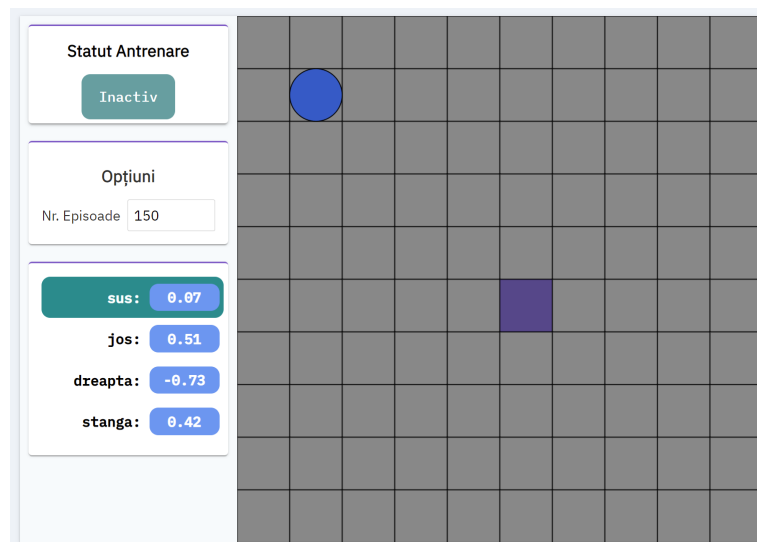 Statut Antrenare
Inactiv
Opțiuni
Nr. Episoade 150
sus: 0.07
jos: 0.51
dreapta: -0.73
stanga: 0.42